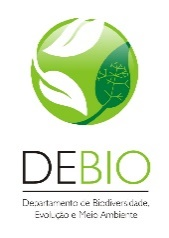 DEBIO
Departamento de Biodiversidade,
Evolução e Meio Ambiente